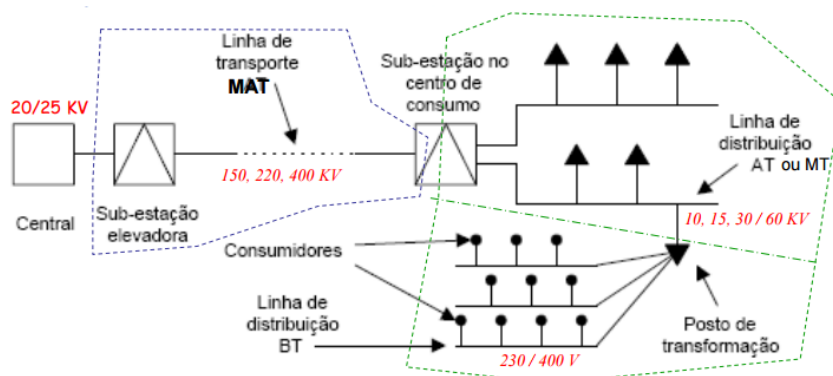 Linha de
transporte
MAT
Sub-estação no
centro de
consumo
20/25 KV
150, 220, 400 KV
Linha de
distribuição
AT ou MT
Central
Sub-estação
elevadora
10, 15, 30 / 60 KV
Consumidores
Linha de
distribuição
BT
230 / 400 V
Posto de
transformação